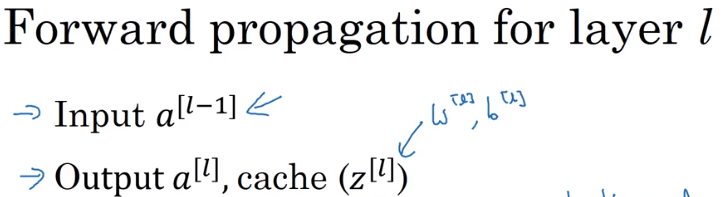 Forward propagation for layer l
→ Input a^[l−1] ←
w^[l], b^[l]
→ Output a^[l], cache (z^[l])